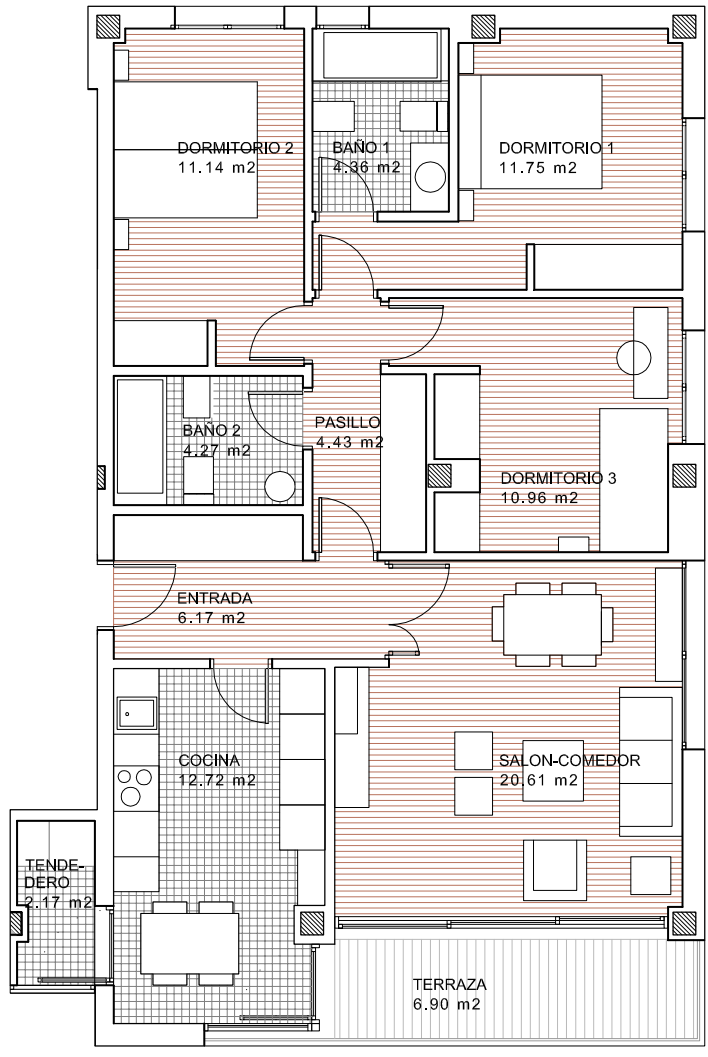 DORMITORIO 2
11.14 m2
BAÑO 1
4.36 m2
DORMITORIO 1
11.75 m2
BAÑO 2
4.27 m2
PASILLO
4.43 m2
DORMITORIO 3
10.96 m2
ENTRADA
6.17 m2
COCINA
12.72 m2
SALON-COMEDOR
20.61 m2
TENDE-
DERO
2.17 m2
TERRAZA
6.90 m2